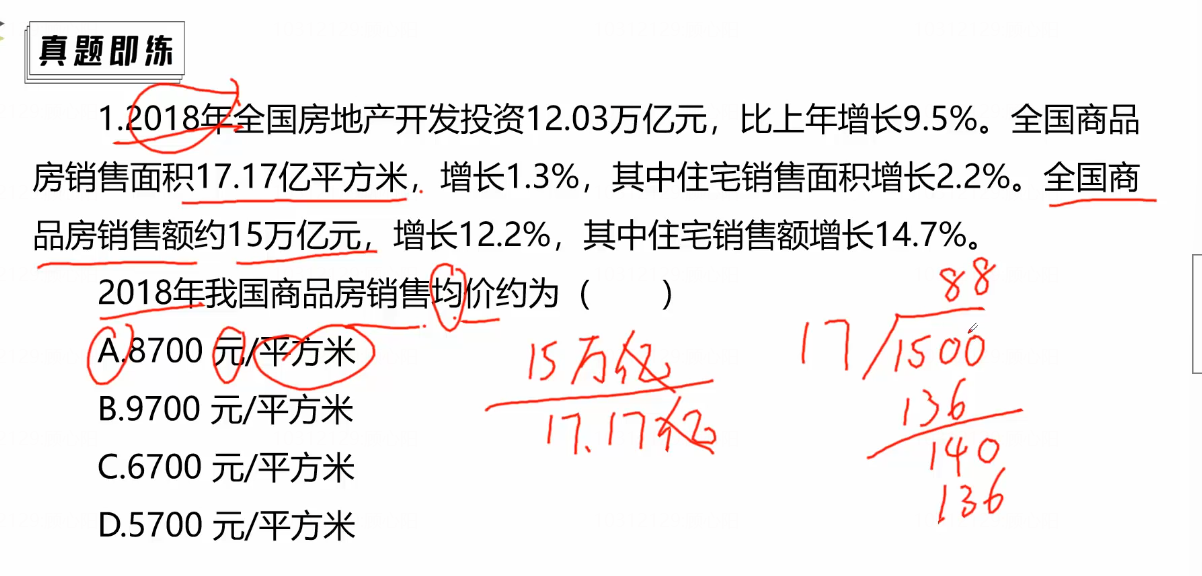 真题即练
1.2018年全国房地产开发投资12.03万亿元，比上年增长9.5%。全国商品
房销售面积17.17亿平方米，增长1.3%，其中住宅销售面积增长2.2%。全国商
品房销售额约15万亿元，增长12.2%，其中住宅销售额增长14.7%。
2018年我国商品房销售均价约为（　　）
A.8700 元/平方米
B.9700 元/平方米
C.6700 元/平方米
D.5700 元/平方米
15万亿
17.17亿
88
17/1500
136
140
136